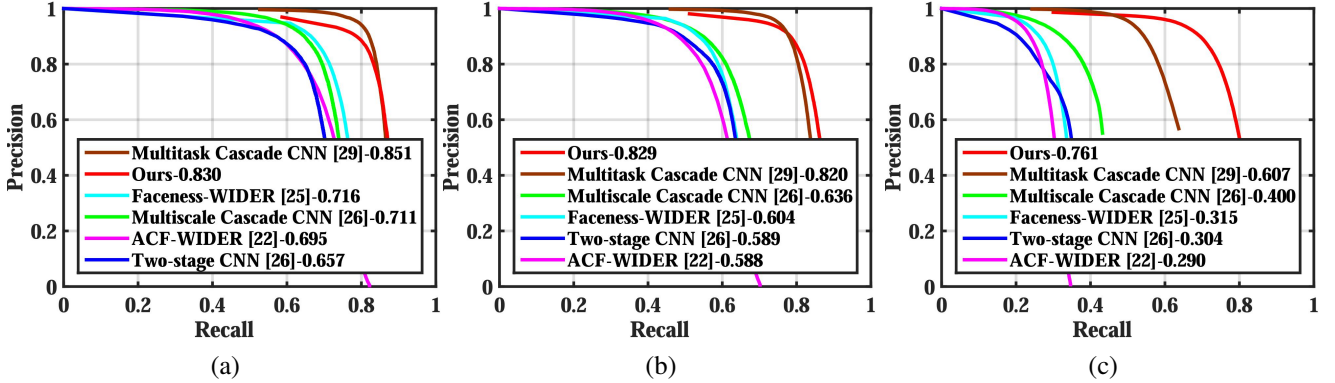 1
0.8
0.6
0.4
0.2
0
Precision
Multitask Cascade CNN [29]-0.851
Ours-0.830
Faceness-WIDER [25]-0.716
Multiscale Cascade CNN [26]-0.711
ACF-WIDER [22]-0.695
Two-stage CNN [26]-0.657
0 0.2 0.4 0.6 0.8 1
Recall
(a)
1
0.8
0.6
0.4
0.2
0
Precision
Ours-0.829
Multitask Cascade CNN [29]-0.820
Multiscale Cascade CNN [26]-0.636
Faceness-WIDER [25]-0.604
Two-stage CNN [26]-0.589
ACF-WIDER [22]-0.588
0 0.2 0.4 0.6 0.8 1
Recall
(b)
1
0.8
0.6
0.4
0.2
0
Precision
Ours-0.761
Multitask Cascade CNN [29]-0.607
Multiscale Cascade CNN [26]-0.400
Faceness-WIDER [25]-0.315
Two-stage CNN [26]-0.304
ACF-WIDER [22]-0.290
0 0.2 0.4 0.6 0.8 1
Recall
(c)